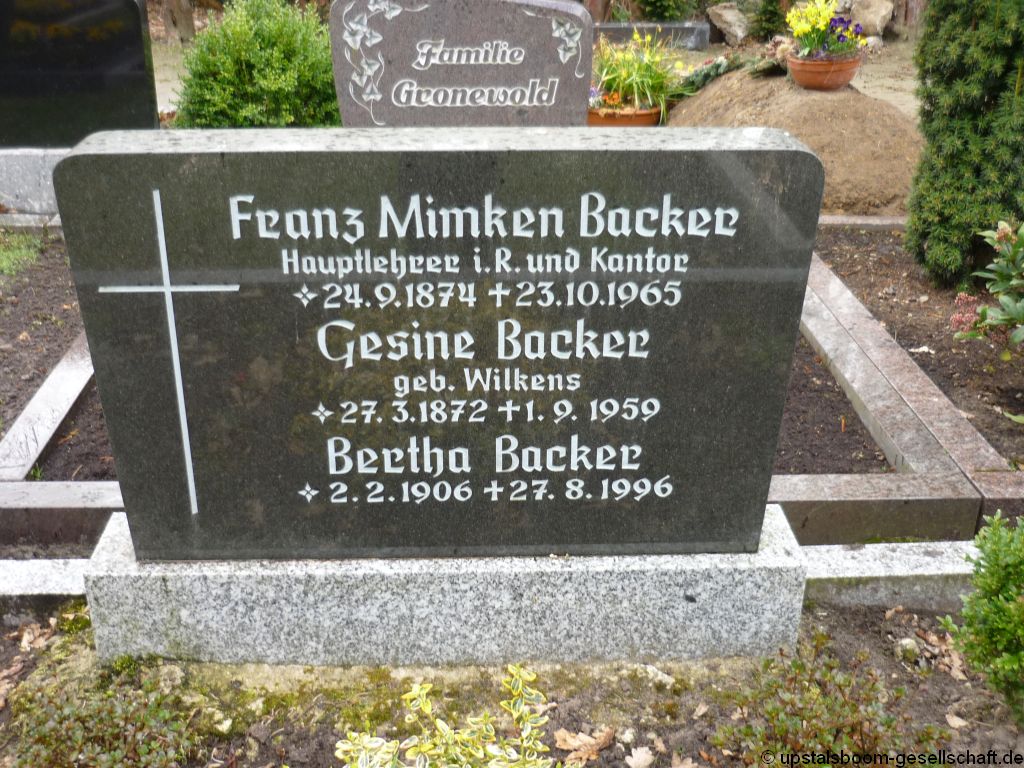 Familie
Gronewold
Franz Mimken Backer
Hauptlehrer i.R. und Kantor
✧ 24.9.1874 ✝ 23.10.1965
Gesine Backer
geb. Wilkens
✧ 27.3.1872 ✝ 1.9.1959
Bertha Backer
✧ 2.2.1906 ✝ 27.8.1996
© upstalsboom-gesellschaft.de